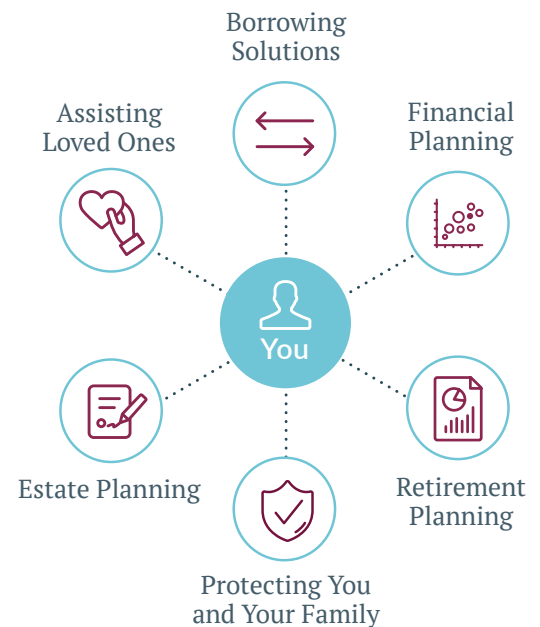 Borrowing
Solutions
Assisting
Loved Ones
Financial
Planning
You
Estate Planning
Retirement
Planning
Protecting You
and Your Family